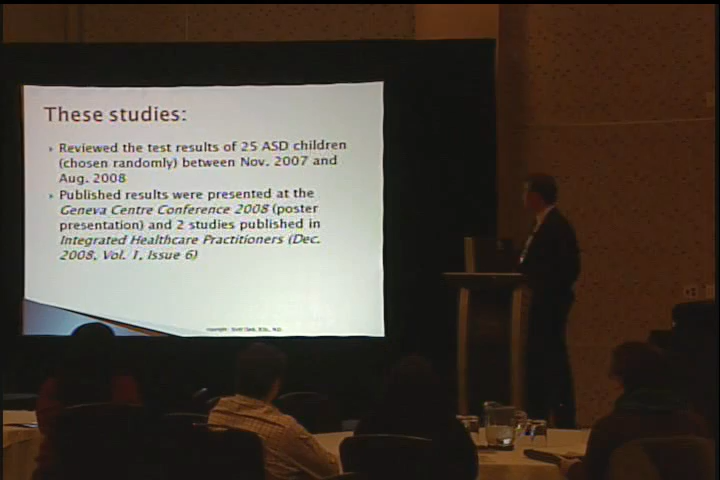 These studies:
Reviewed the test results of 25 ASD children
(chosen randomly) between Nov. 2007 and
Aug. 2008
Published results were presented at the
Geneva Centre Conference 2008 (poster
presentation) and 2 studies published in
Integrated Healthcare Practitioners (Dec.
2008, Vol. 1, Issue 6)